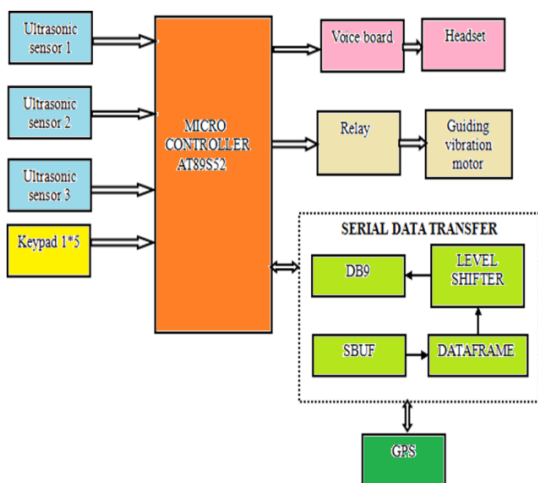 Ultrasonic
sensor 1
Ultrasonic
sensor 2
Ultrasonic
sensor 3
Keypad 1*5
MICRO
CONTROLLER
AT89S52
Voice board
Headset
Relay
Guiding
vibration
motor
SERIAL DATA TRANSFER
DB9
LEVEL
SHIFTER
SBUF
DATAFRAME
GPS